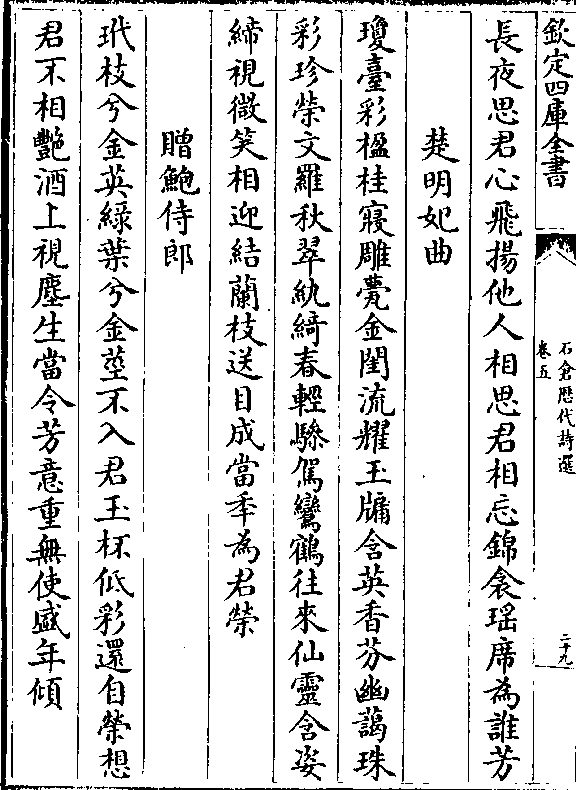 欽定四庫全書
石倉歴代詩選
卷五
二十九
長夜思君心飛揚他人相思君相忘錦衾瑶席為誰芳
楚明妃曲
瓊臺彩楹桂寢雕甍金閨流耀玉牖含英香芬幽藹珠
彩珍榮文羅秋翠紈綺春輕驂駕鸞鶴往來仙靈含姿
綈視微笑相迎結蘭枝送目成當年為君榮
贈鮑侍郎
玳枝兮金英緑葉兮金莖不入君玉杯低彩還自榮想
君不相艶酒上視塵生當令芳意重無使盛年傾